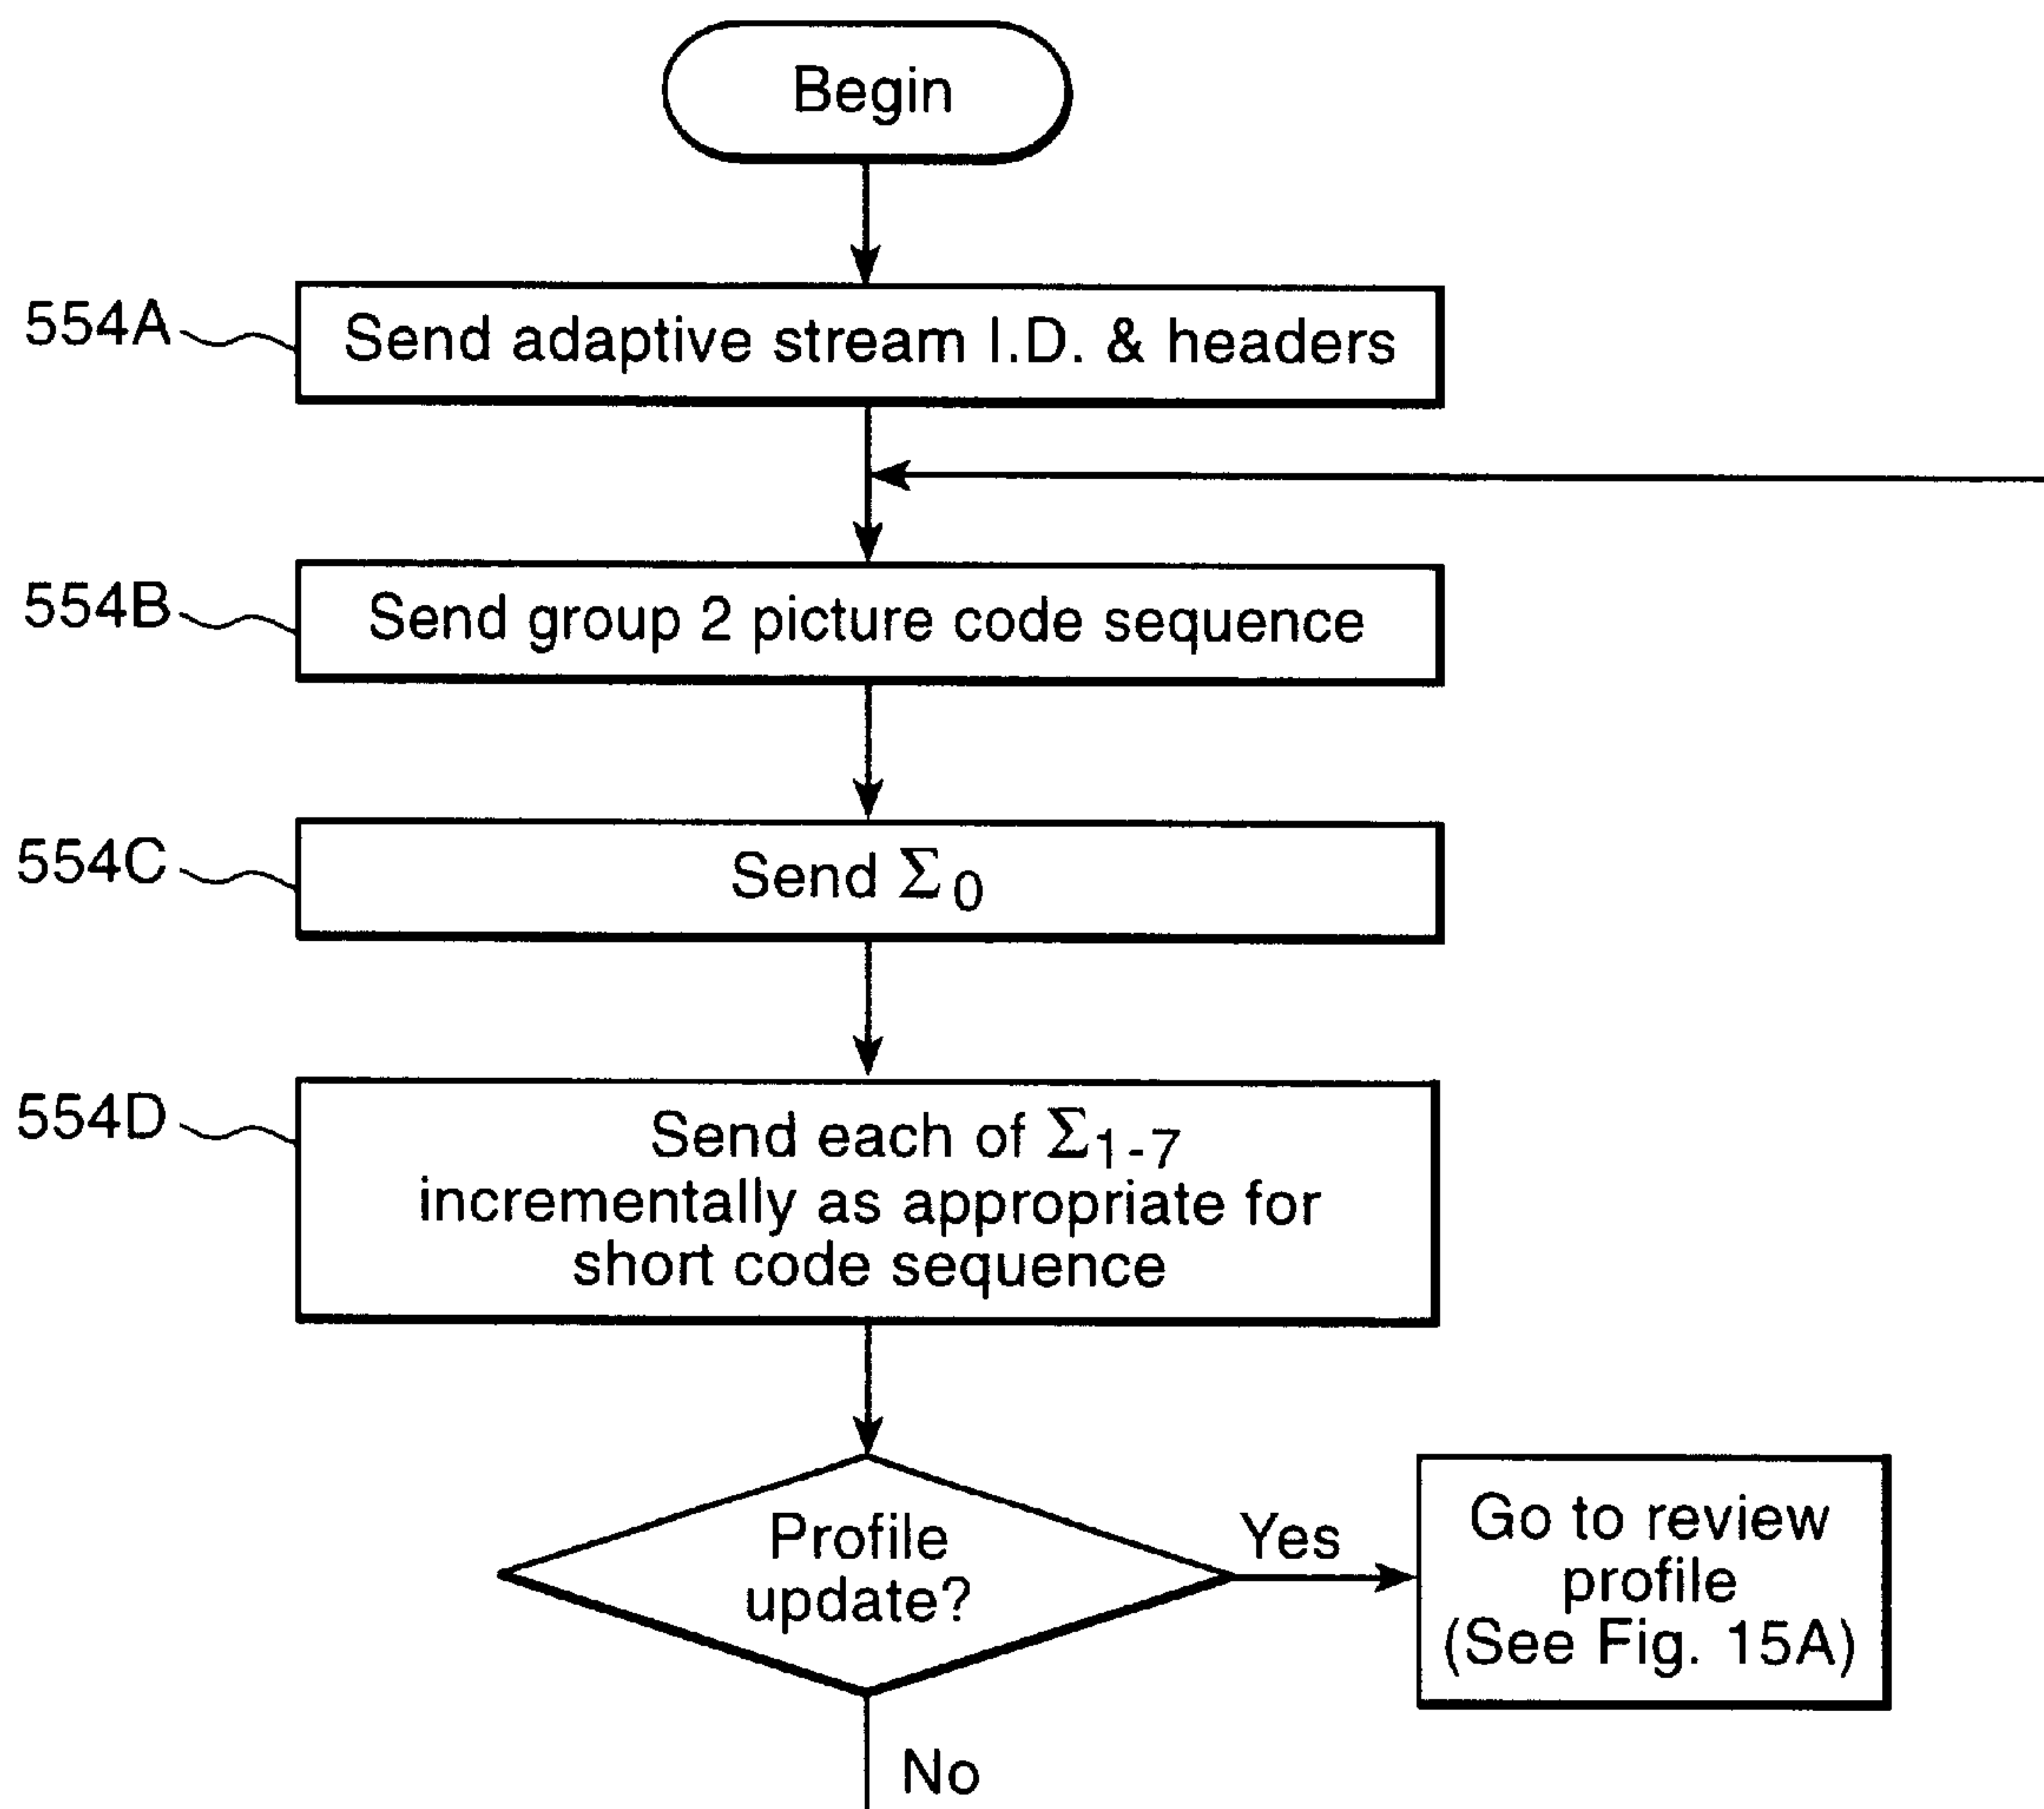 Begin
554A
Send adaptive stream I.D. & headers
554B
Send group 2 picture code sequence
554C
Send Σ0
554D
Send each of Σ1-7
incrementally as appropriate for
short code sequence
Profile
update?
Yes
Go to review
profile
(See Fig. 15A)
No